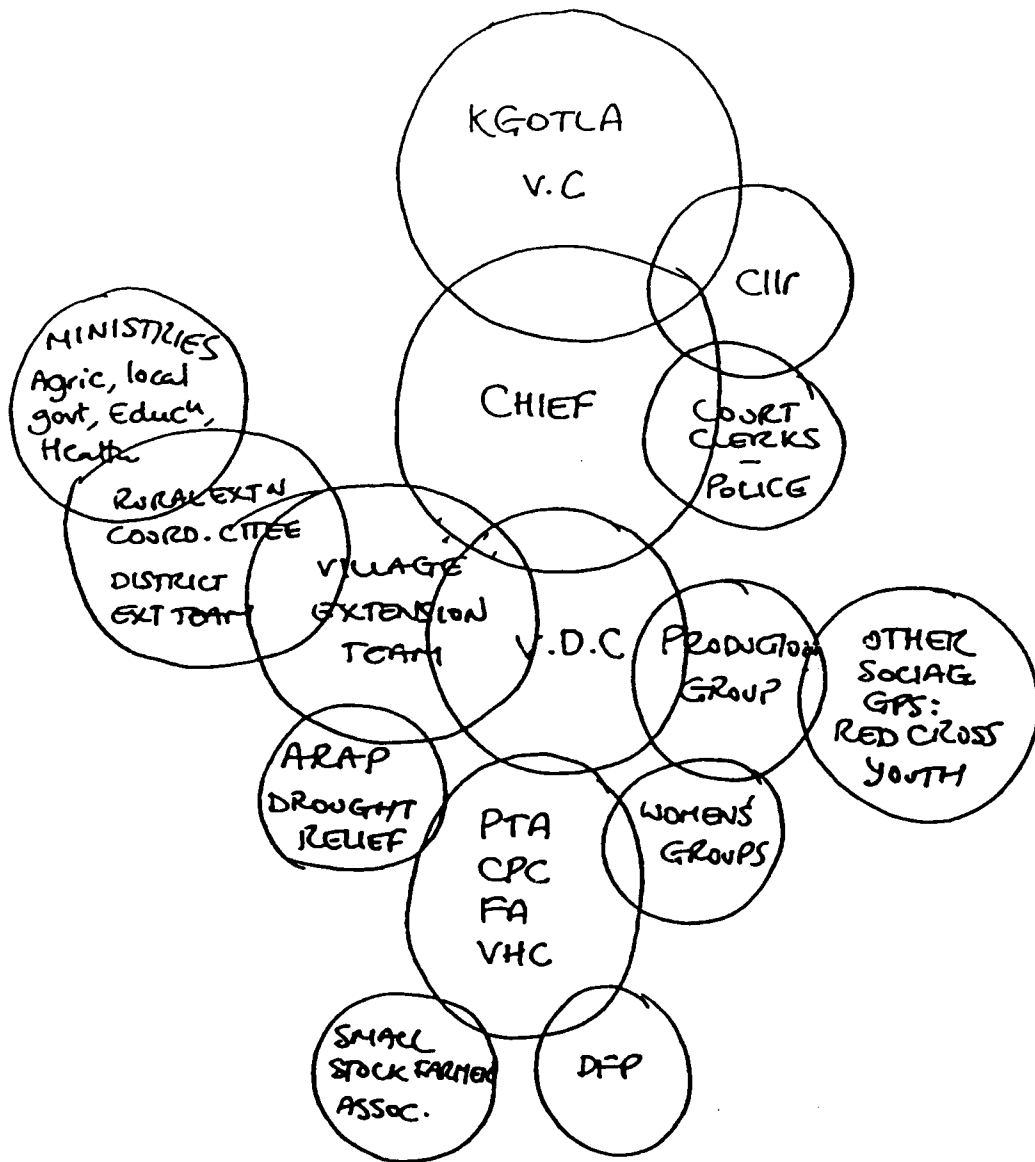 KGOTLA
V.C
Cllr
MINISTRIES
Agric, local
govt, Educⁿ,
Health
CHIEF
COURT
CLERKS
–
POLICE
RURAL EXTN
COORD. CTTEE
DISTRICT
EXT TEAM
VILLAGE
EXTENSION
TEAM
V.D.C
PRODUCTION
GROUP
OTHER
SOCIAL
GPS:
RED CROSS
YOUTH
ARAP
DROUGHT
RELIEF
PTA
CPC
FA
VHC
WOMENS'
GROUPS
SMALL
STOCK FARMER
ASSOC.
DFP